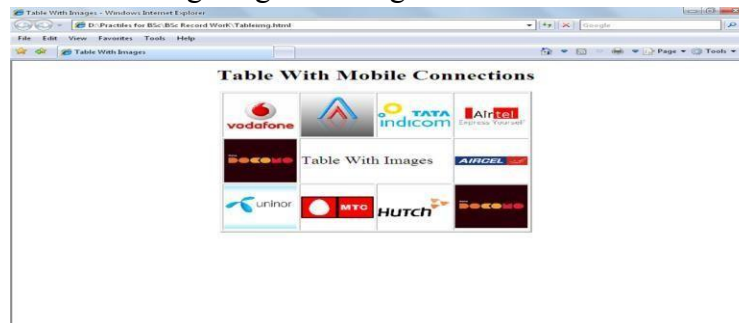 Table With Images - Windows Internet Explorer
D:\Practiles for BSc\BSc Record Work\Tableimg.html
Google
File Edit View Favorites Tools Help
Table With Images
Page Tools
Table With Mobile Connections
vodafone
TATA
indicom
Airtel
Express Yourself
DOCOMO
Table With Images
AIRCEL
uninor
MTC
HUTCH
DOCOMO